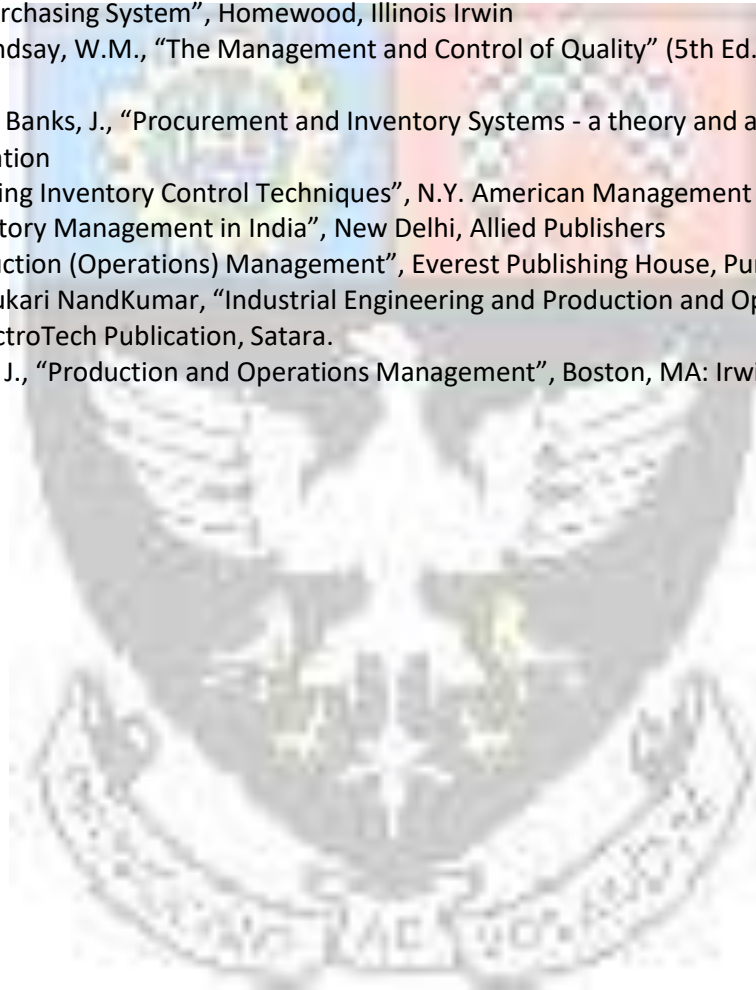 rchasing System”, Homewood, Illinois Irwin
ndsay, W.M., “The Management and Control of Quality” (5th Ed.
Banks, J., “Procurement and Inventory Systems - a theory and a
tion
ing Inventory Control Techniques”, N.Y. American Management
tory Management in India”, New Delhi, Allied Publishers
uction (Operations) Management”, Everest Publishing House, Pu
ukari NandKumar, “Industrial Engineering and Production and Op
ctroTech Publication, Satara.
J., “Production and Operations Management”, Boston, MA: Irwi